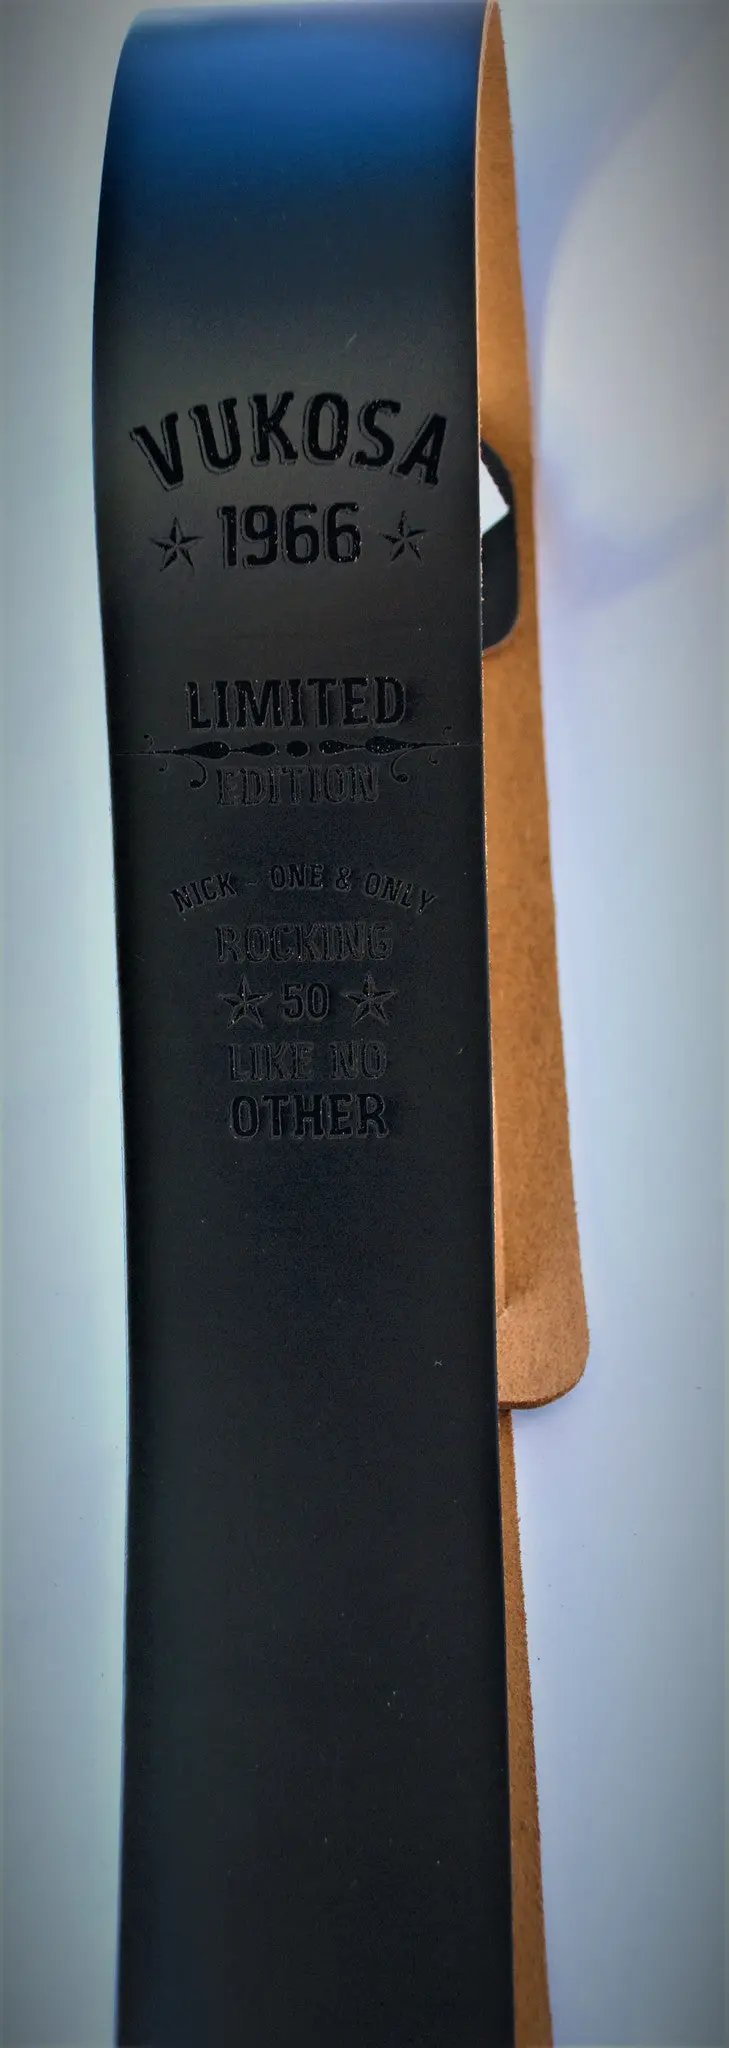 VUKOSA
1966
LIMITED
EDITION
NICK ~ ONE & ONLY
ROCKING
50
LIKE NO
OTHER